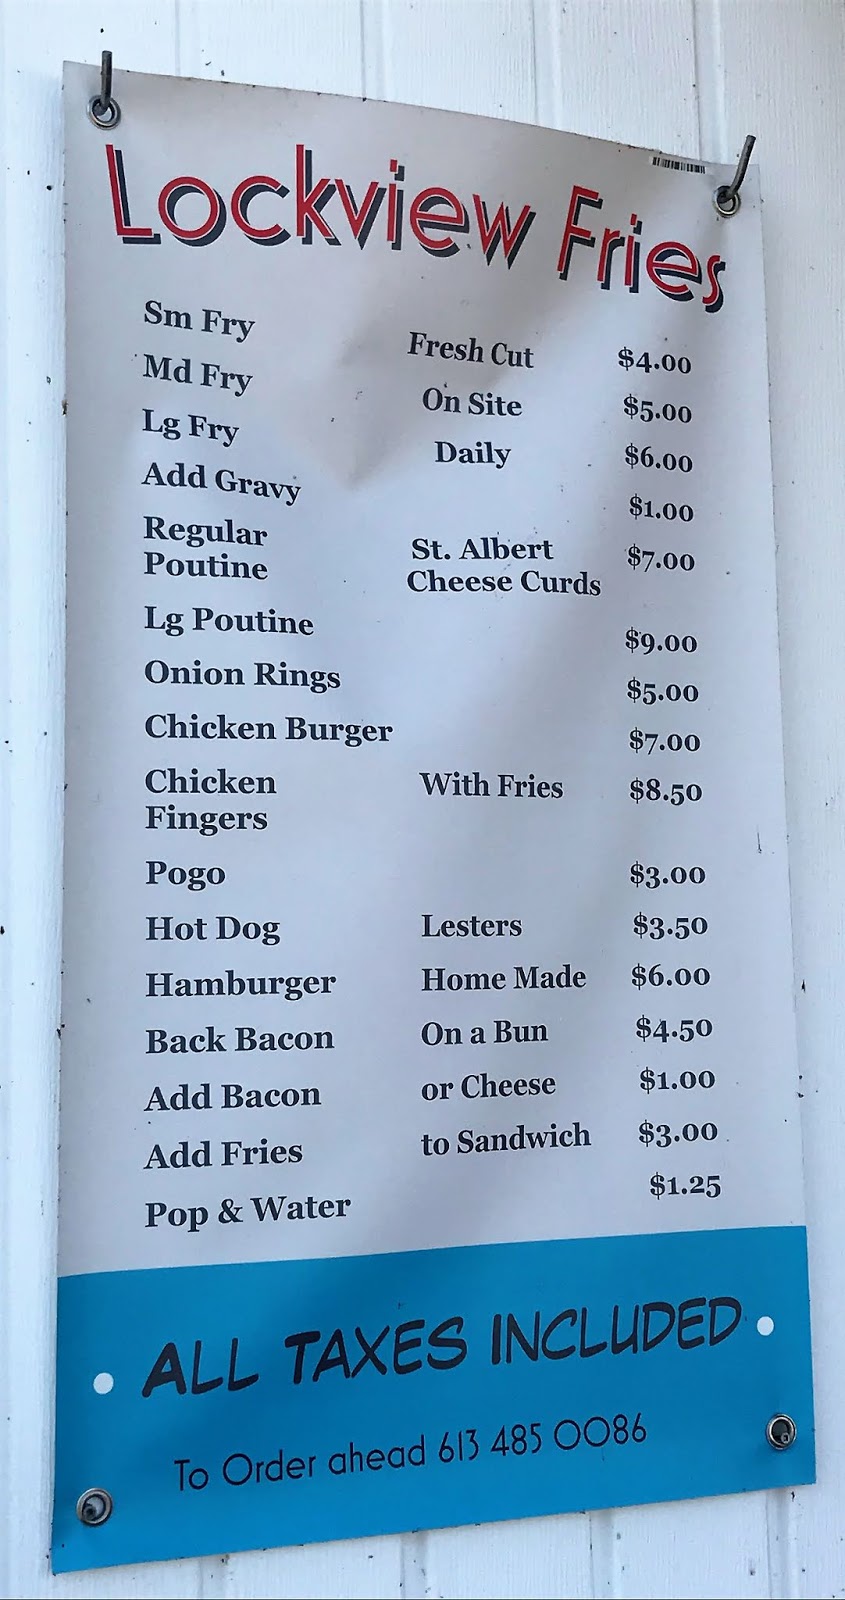 Lockview Fries
Sm Fry Fresh Cut $4.00
Md Fry On Site $5.00
Lg Fry Daily $6.00
Add Gravy $1.00
Regular
Poutine St. Albert
Cheese Curds $7.00
Lg Poutine $9.00
Onion Rings $5.00
Chicken Burger $7.00
Chicken
Fingers With Fries $8.50
Pogo $3.00
Hot Dog Lesters $3.50
Hamburger Home Made $6.00
Back Bacon On a Bun $4.50
Add Bacon or Cheese $1.00
Add Fries to Sandwich $3.00
Pop & Water $1.25
• ALL TAXES INCLUDED •
To Order ahead 613 485 0086